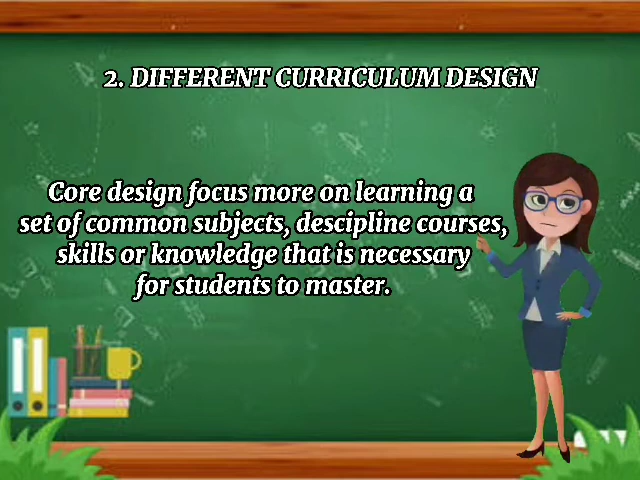 2. DIFFERENT CURRICULUM DESIGN
Core design focus more on learning a
set of common subjects, descipline courses,
skills or knowledge that is necessary
for students to master.